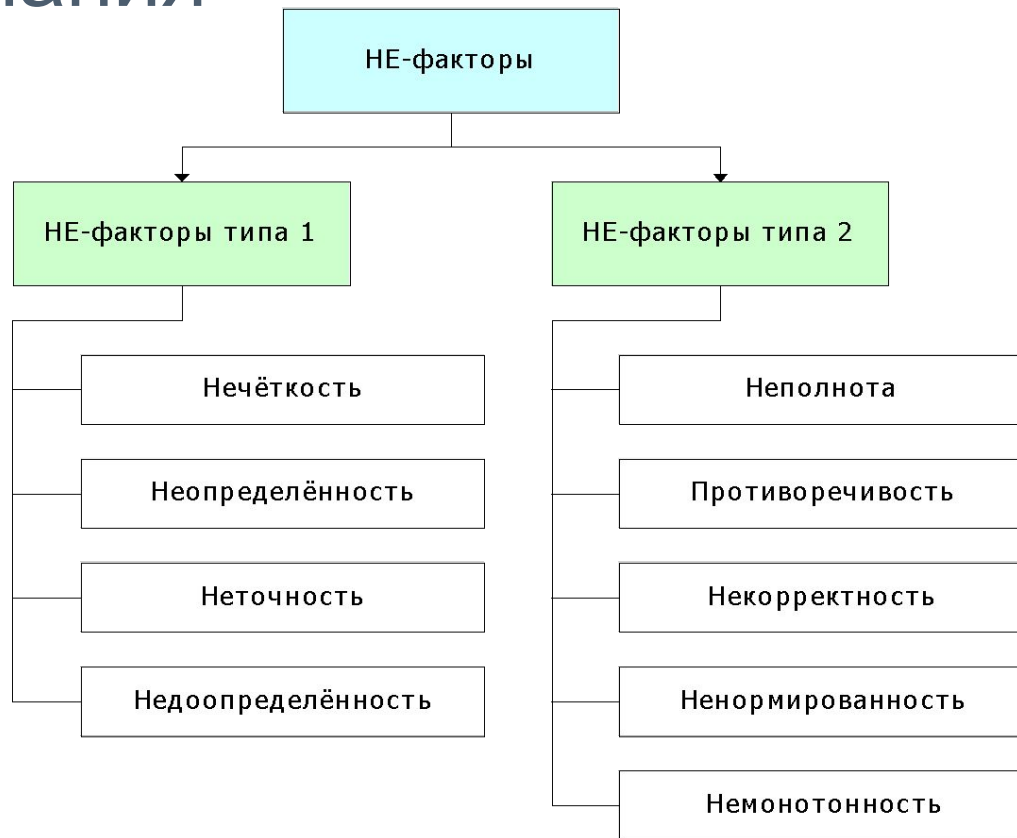 НЕ-факторы
НЕ-факторы типа 1
НЕ-факторы типа 2
Нечёткость
Неопределённость
Неточность
Недоопределённость
Неполнота
Противоречивость
Некорректность
Ненормированность
Немонотонность